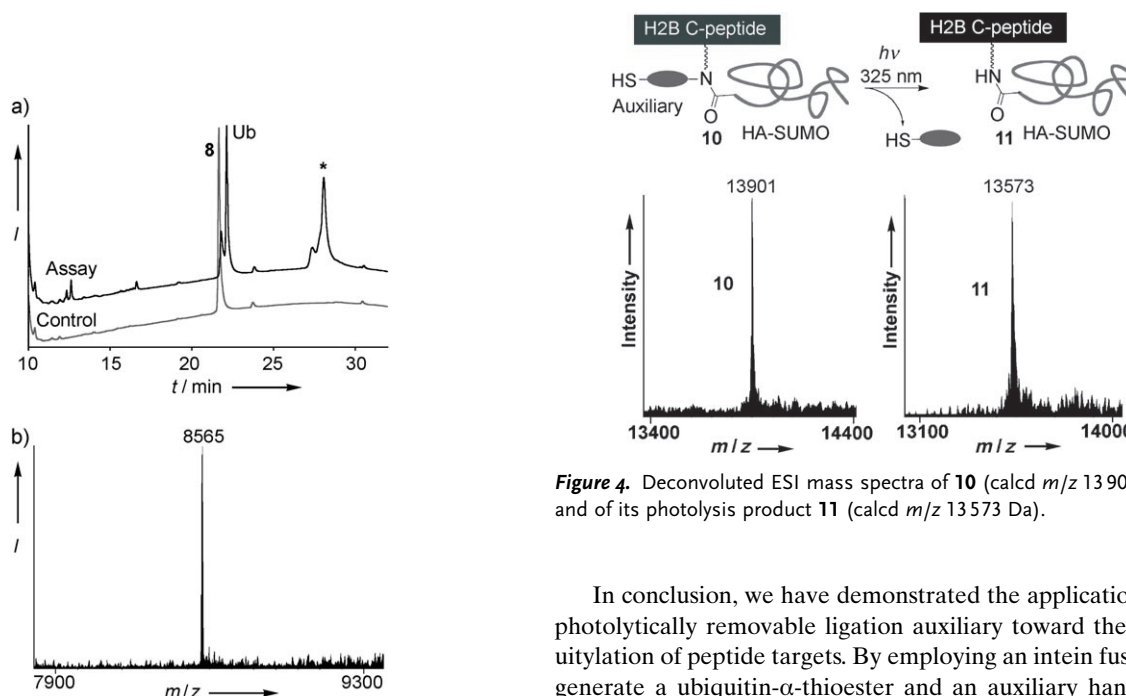 a)
8
Ub
*
I
Assay
Control
10 15 20 25 30
t / min
b)
8565
I
7900 9300
m/z
H2B C-peptide
H2B C-peptide
hν
325 nm
HS
N
HN
Auxiliary
O
O
10
HA-SUMO
HS
11
HA-SUMO
13901
13573
Intensity
10
Intensity
11
13400 14400
13100 1400
m/z
m/z
Figure 4. Deconvoluted ESI mass spectra of 10 (calcd m/z 13 90
and of its photolysis product 11 (calcd m/z 13 573 Da).
In conclusion, we have demonstrated the applicatio
photolytically removable ligation auxiliary toward the
uitylation of peptide targets. By employing an intein fus
generate a ubiquitin-α-thioester and an auxiliary han